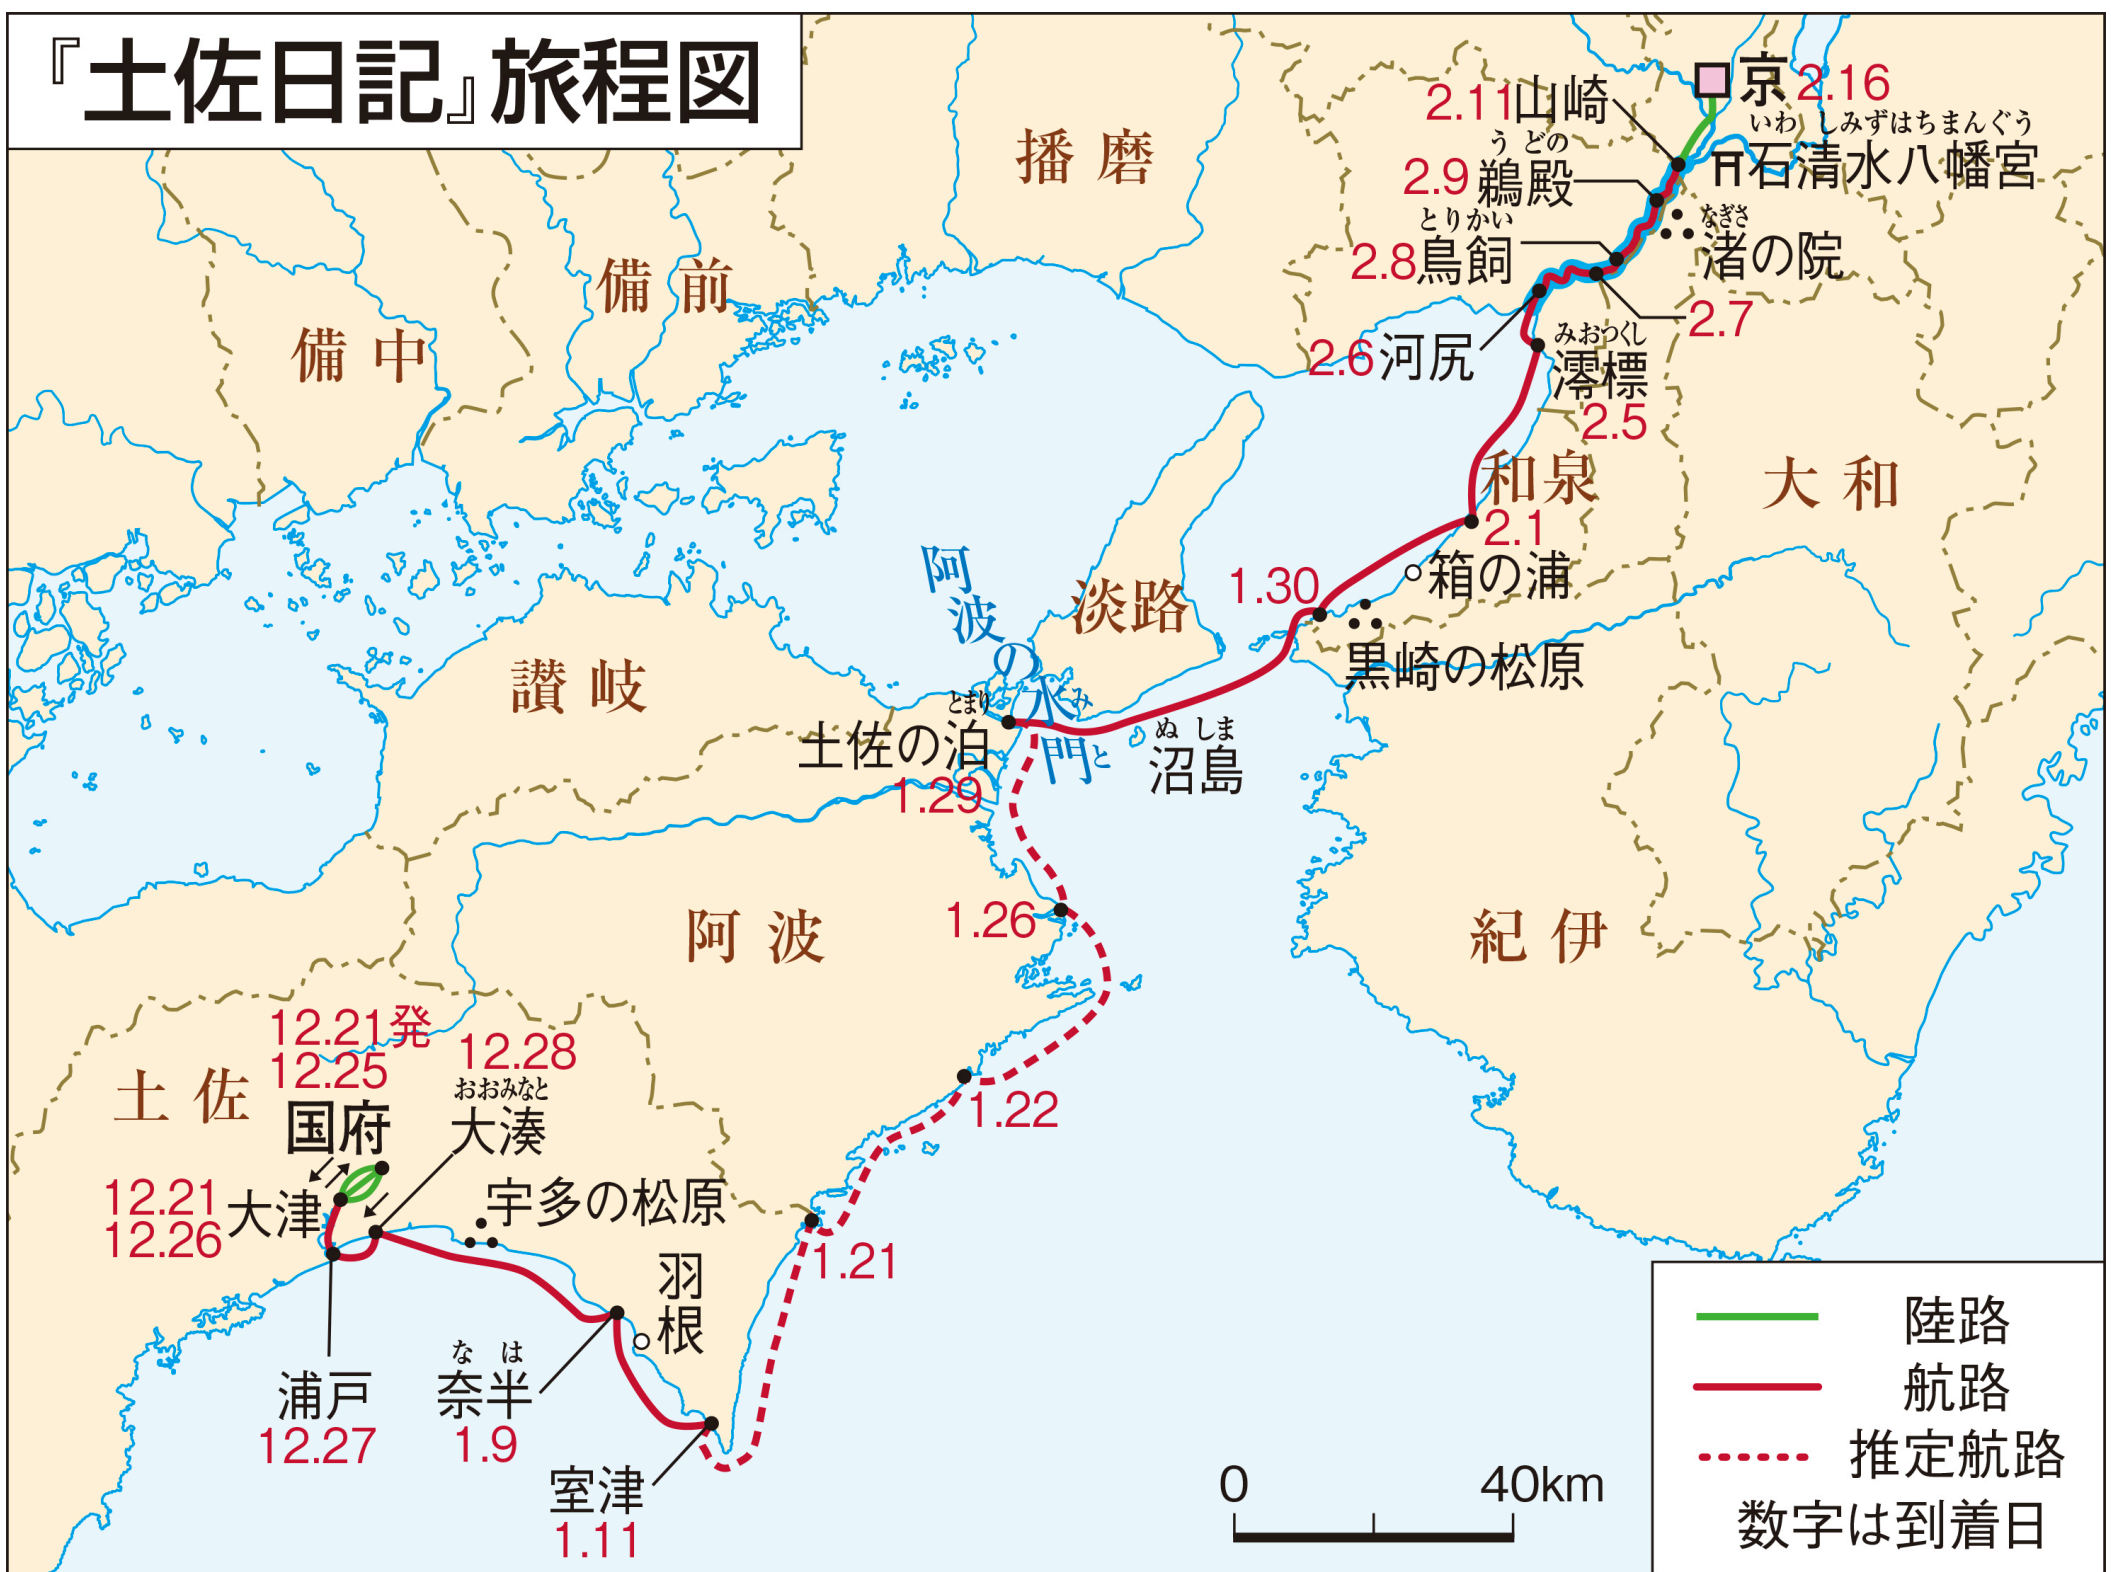 『土佐日記』旅程図
京 2.16
2.11 山崎
いわ しみずはちまんぐう
石清水八幡宮
う どの
2.9 鵜殿
なぎさ
渚の院
とりかい
2.8 鳥飼
2.7
2.6 河尻
みおつくし
澪標
2.5
播磨
備前
備中
和泉
大和
2.1
箱の浦
1.30
黒崎の松原
淡路
阿波の水門
み
と
讃岐
とまり
土佐の泊
1.29
ぬ しま
沼島
1.26
阿波
紀伊
1.22
土佐
12.21発
12.25
国府
12.28
おおみなと
大湊
12.21
12.26
大津
宇多の松原
1.21
羽根
浦戸
12.27
な は
奈半
1.9
室津
1.11
0 40km
陸路
航路
推定航路
数字は到着日